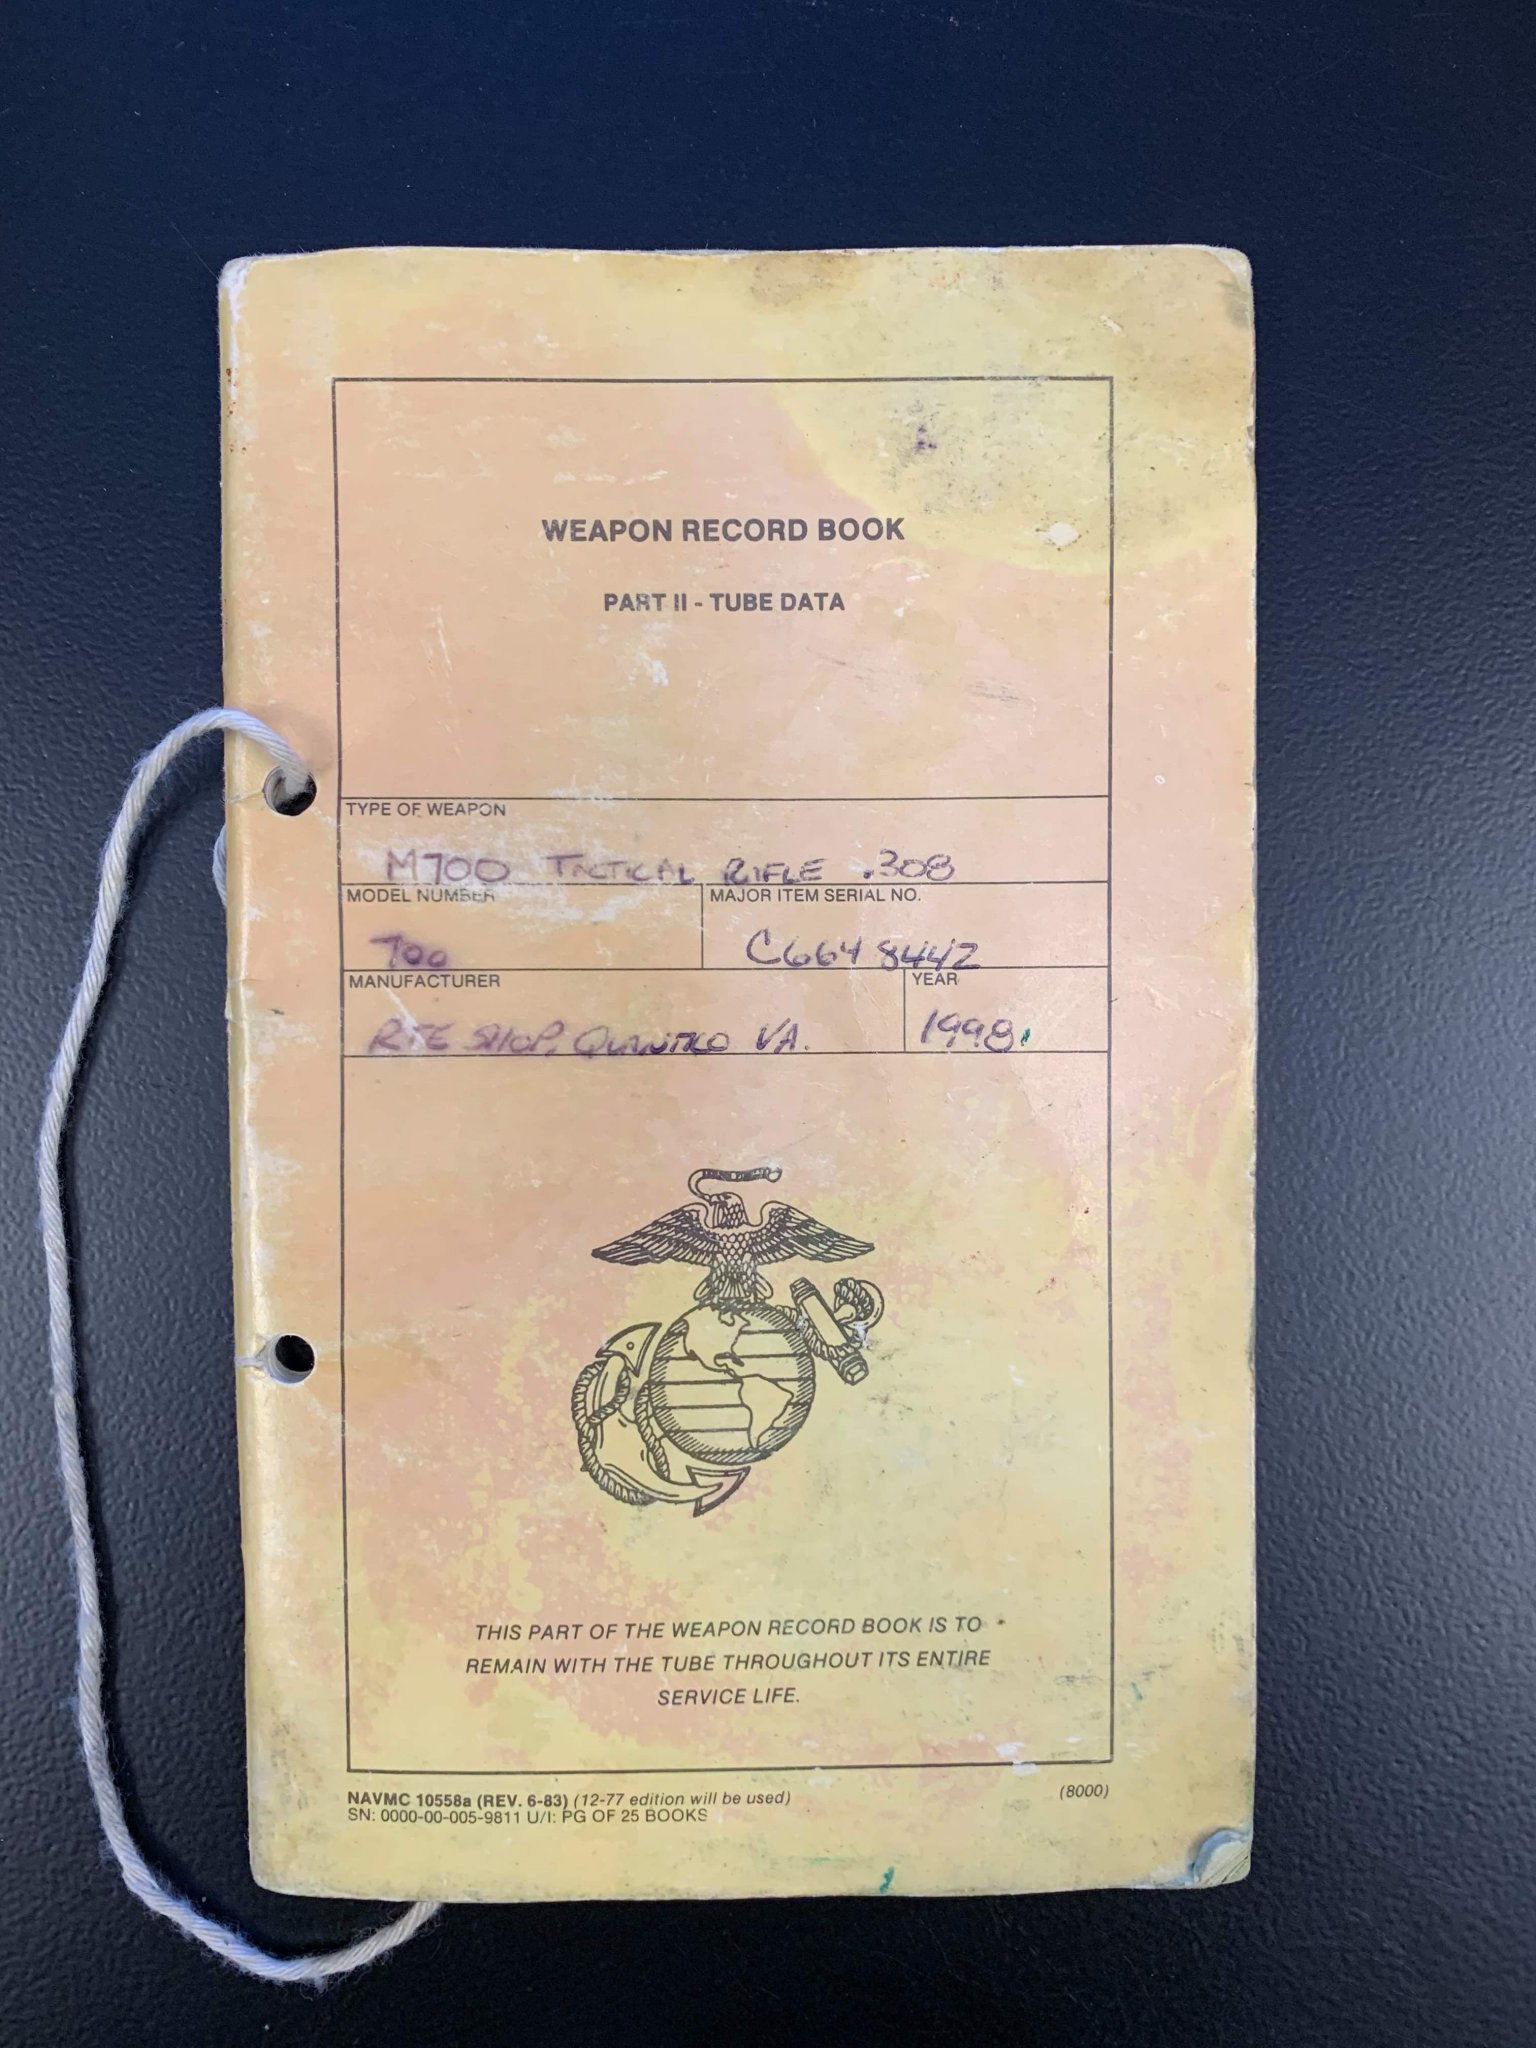 WEAPON RECORD BOOK
PART II - TUBE DATA
TYPE OF WEAPON
M700 TACTICAL RIFLE .308
MODEL NUMBER
700
MAJOR ITEM SERIAL NO.
C6648442
MANUFACTURER
RTE SHOP, QUANTICO VA.
YEAR
1998
THIS PART OF THE WEAPON RECORD BOOK IS TO
REMAIN WITH THE TUBE THROUGHOUT ITS ENTIRE
SERVICE LIFE.
NAVMC 10558a (REV. 6-83) (12-77 edition will be used)
(8000)
SN: 0000-00-005-9811 U/I: PG OF 25 BOOKS